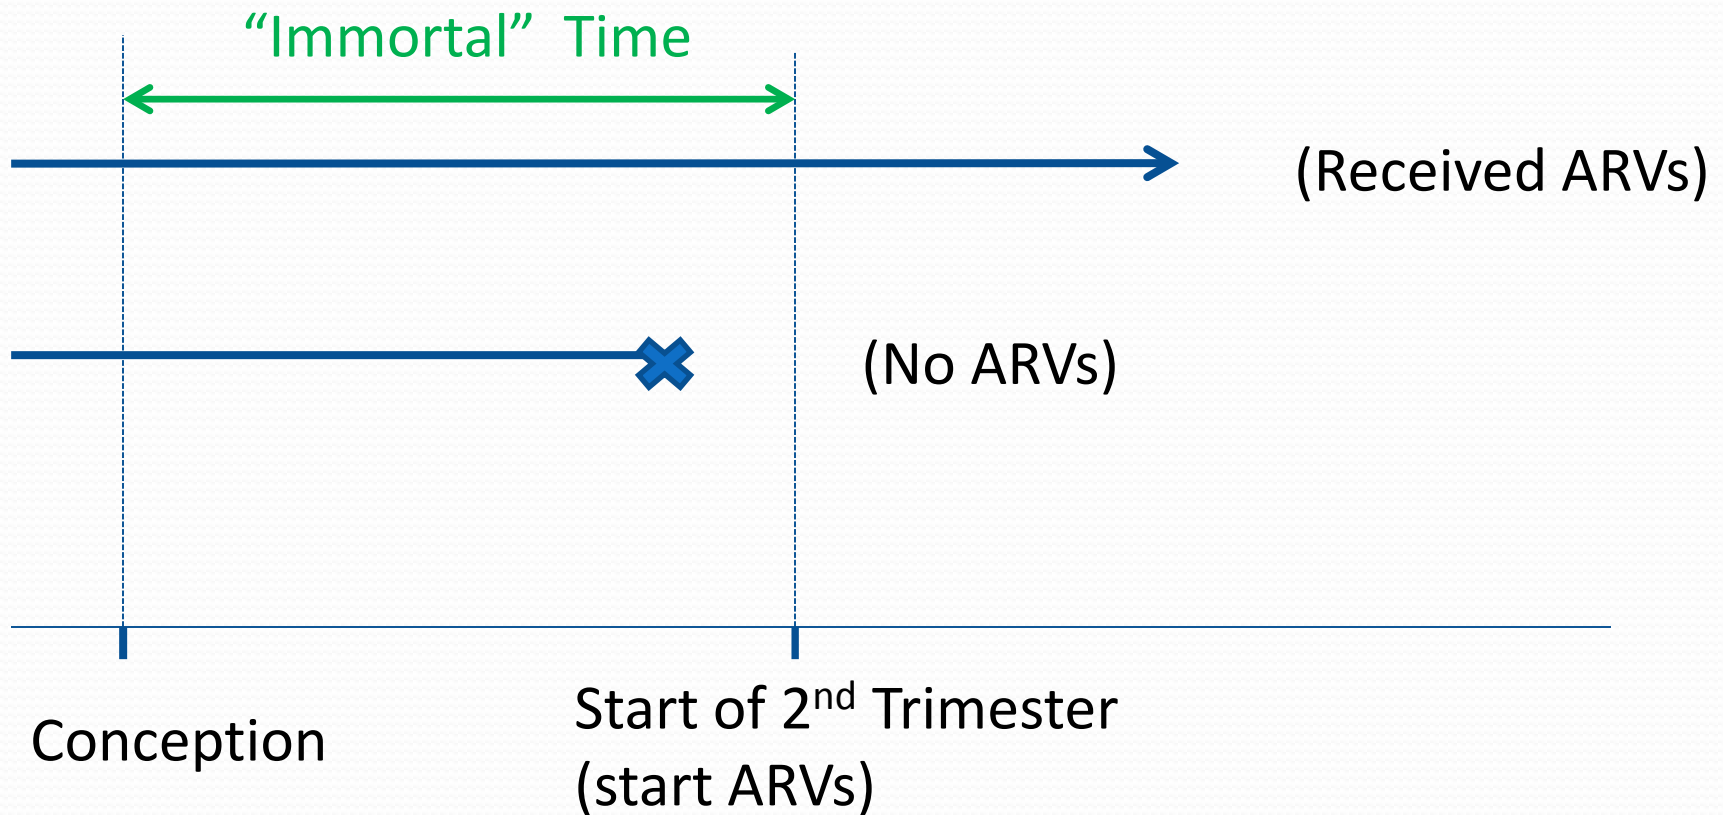 “Immortal” Time
(Received ARVs)
(No ARVs)
Conception
Start of 2nd Trimester
(start ARVs)